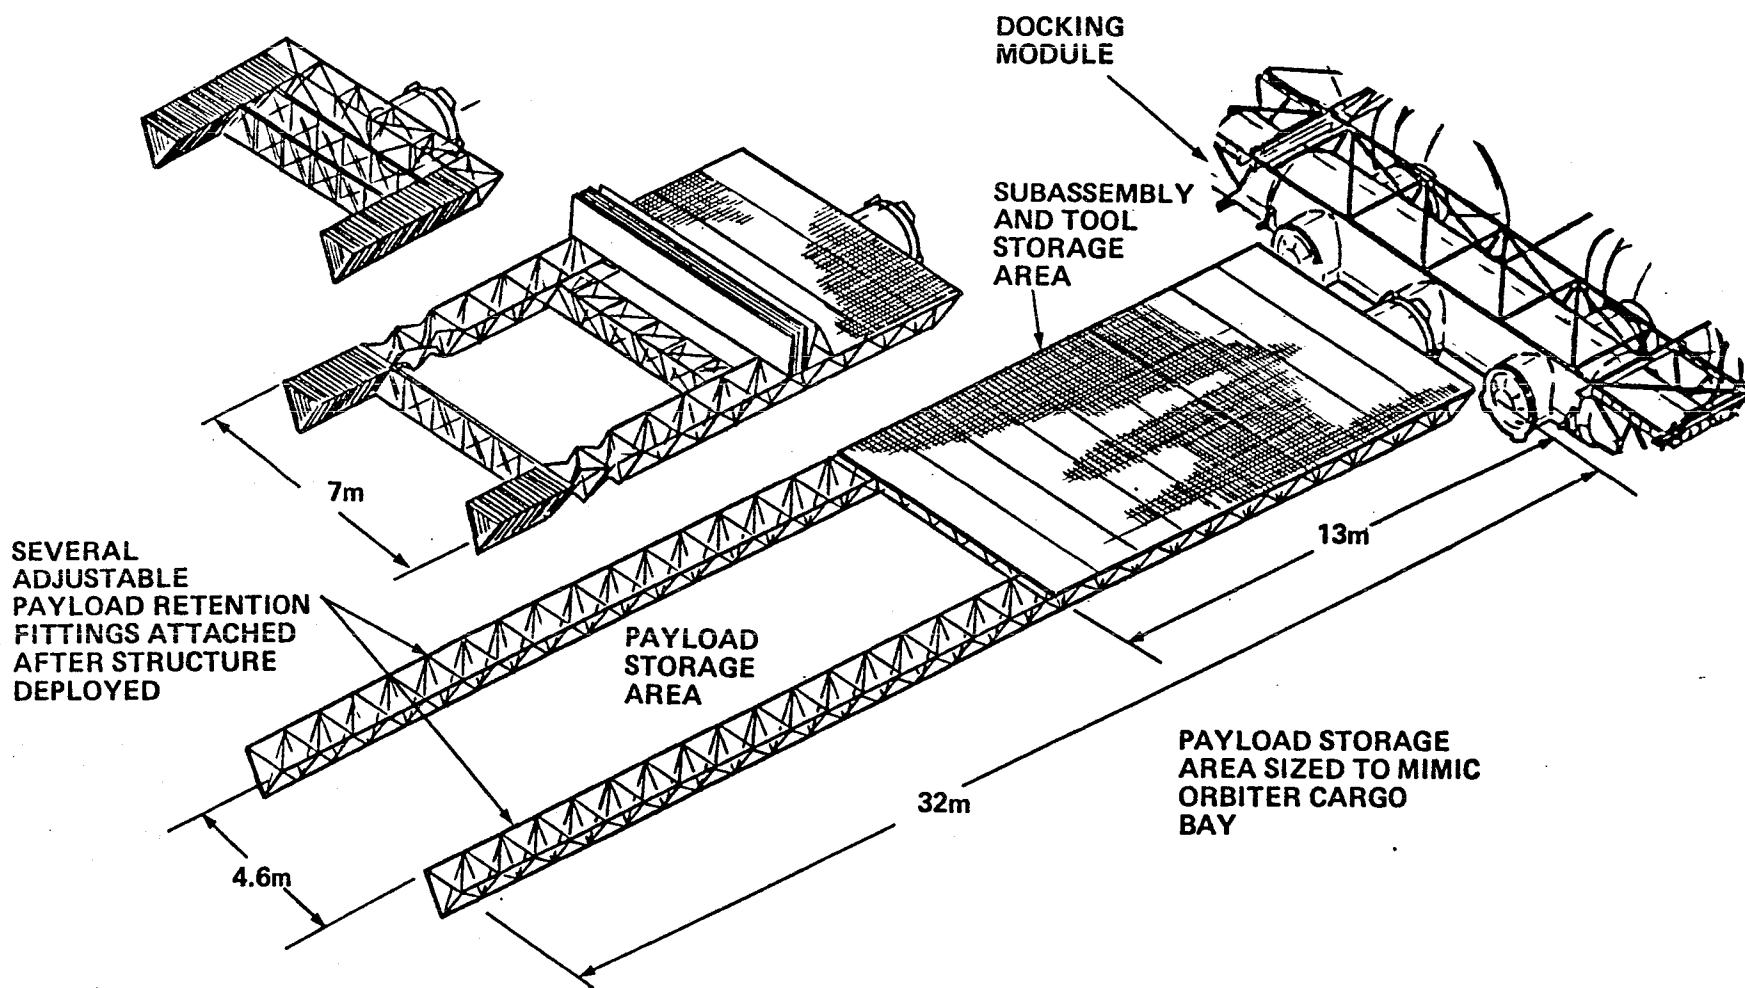 DOCKING
MODULE
SUBASSEMBLY
AND TOOL
STORAGE
AREA
7m
13m
SEVERAL
ADJUSTABLE
PAYLOAD RETENTION
FITTINGS ATTACHED
AFTER STRUCTURE
DEPLOYED
PAYLOAD
STORAGE
AREA
PAYLOAD STORAGE
AREA SIZED TO MIMIC
ORBITER CARGO
BAY
32m
4.6m